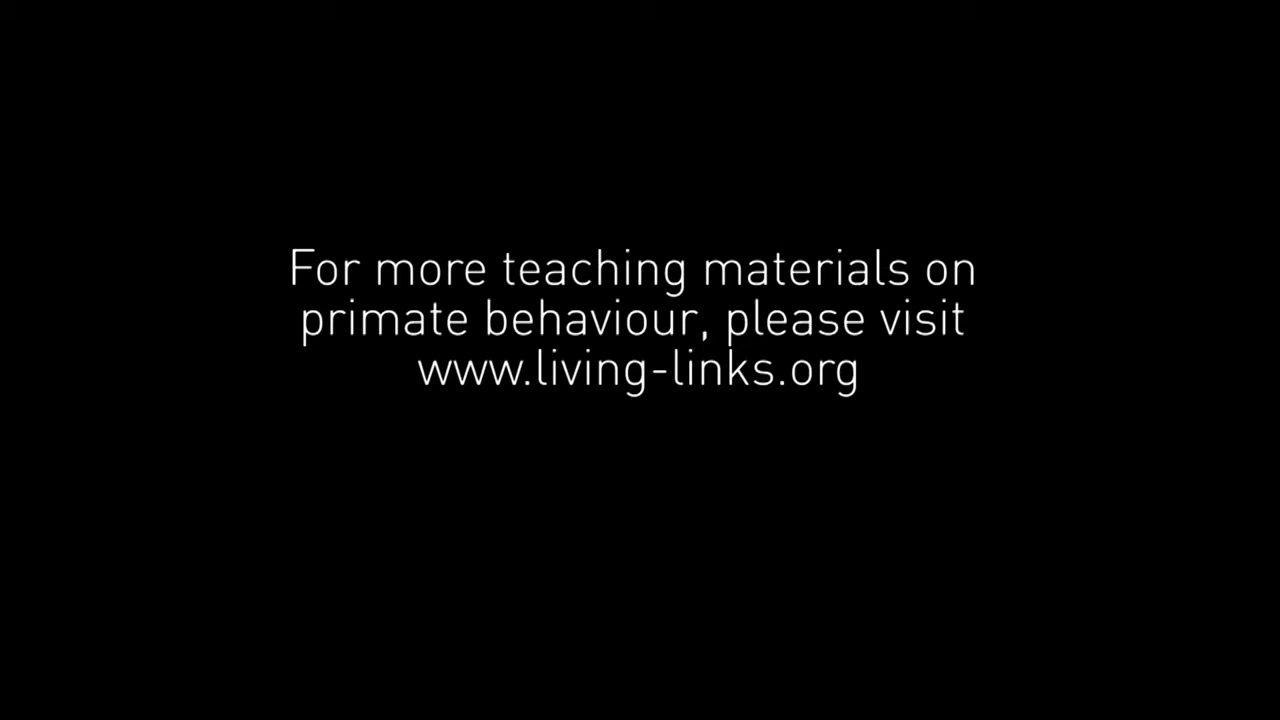 For more teaching materials on
primate behaviour, please visit
www.living-links.org